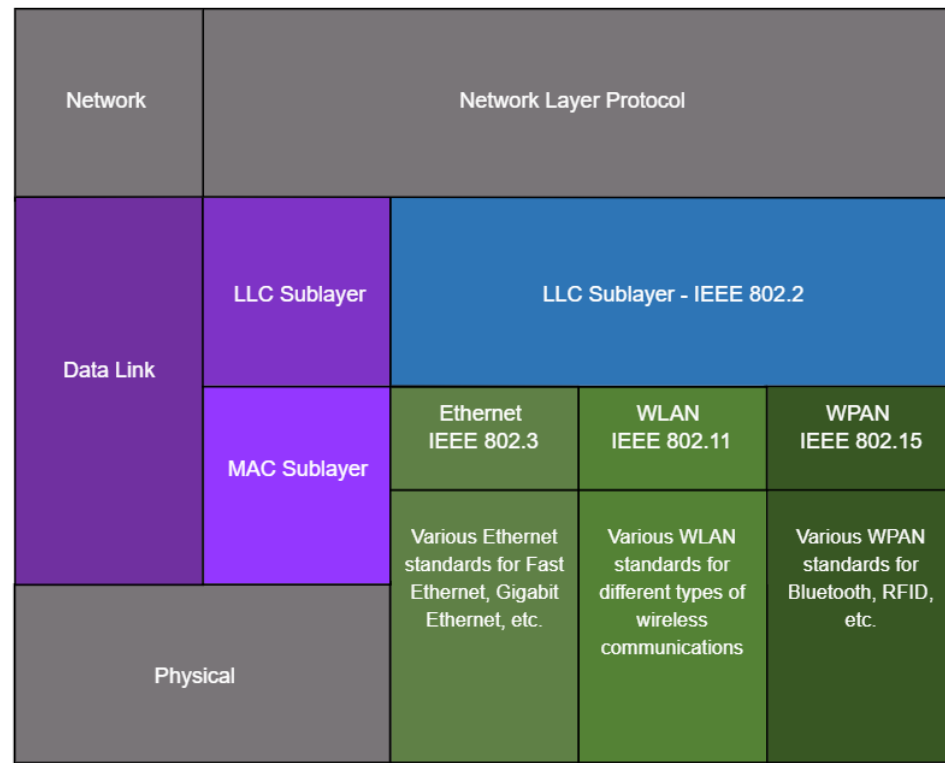 Network
Network Layer Protocol
Data Link
LLC Sublayer
LLC Sublayer - IEEE 802.2
MAC Sublayer
Ethernet
IEEE 802.3
WLAN
IEEE 802.11
WPAN
IEEE 802.15
Various Ethernet
standards for Fast
Ethernet, Gigabit
Ethernet, etc.
Various WLAN
standards for
different types of
wireless
communications
Various WPAN
standards for
Bluetooth, RFID,
etc.
Physical